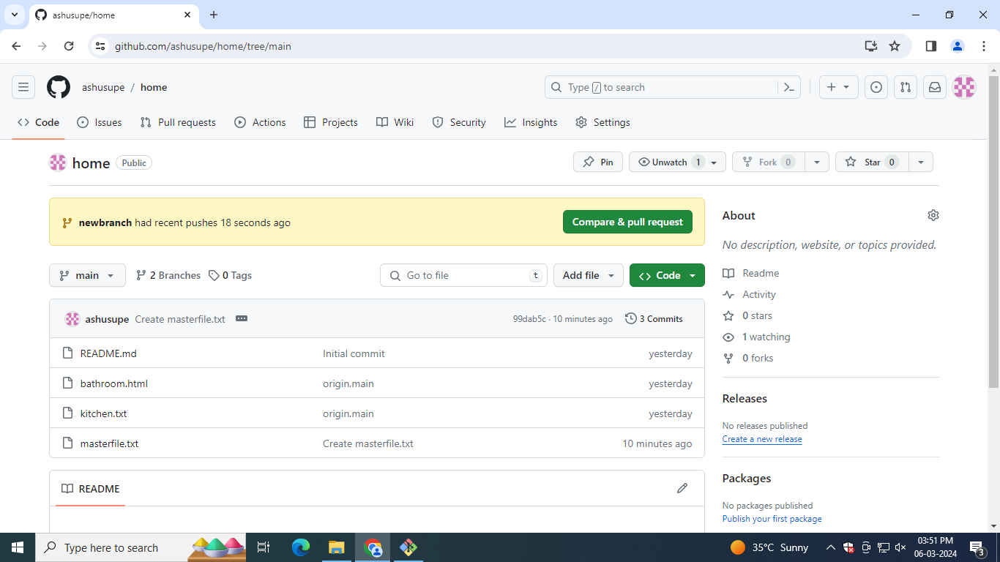 ashusupe/home
github.com/ashusupe/home/tree/main
ashusupe / home
Type / to search
Code Issues Pull requests Actions Projects Wiki Security Insights Settings
home Public
Pin Unwatch 1 Fork 0 Star 0
newbranch had recent pushes 18 seconds ago
Compare & pull request
main 2 Branches 0 Tags Go to file t Add file Code
ashusupe Create masterfile.txt 99dab5c · 10 minutes ago 3 Commits
README.md Initial commit yesterday
bathroom.html origin.main yesterday
kitchen.txt origin.main yesterday
masterfile.txt Create masterfile.txt 10 minutes ago
README
About
No description, website, or topics provided.
Readme
Activity
0 stars
1 watching
0 forks
Releases
No releases published
Create a new release
Packages
No packages published
Publish your first package
Type here to search
35°C Sunny
03:51 PM
06-03-2024
3